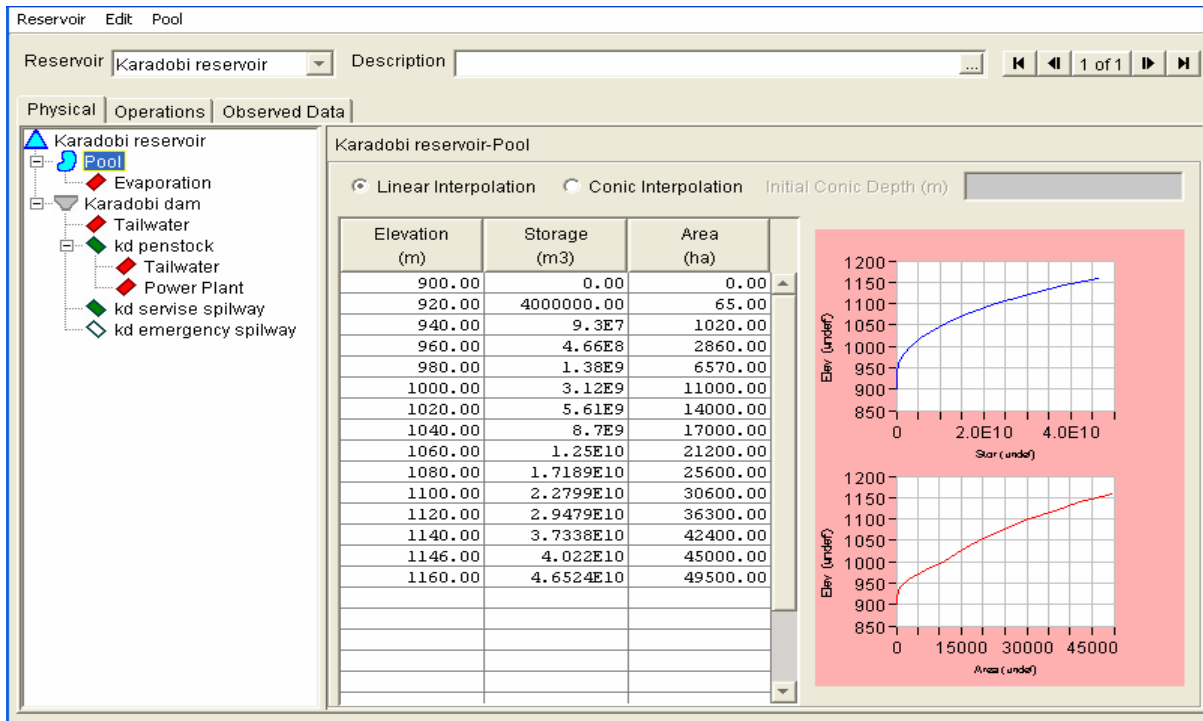 Reservoir Edit Pool
Reservoir Karadobi reservoir Description ... 1 of 1
Physical Operations Observed Data
Karadobi reservoir
Pool
Evaporation
Karadobi dam
Tailwater
kd penstock
Tailwater
Power Plant
kd servise spilway
kd emergency spilway
Karadobi reservoir-Pool
Linear Interpolation Conic Interpolation Initial Conic Depth (m)
Elevation Storage Area
(m) (m3) (ha)
900.00 0.00 0.00
920.00 4000000.00 65.00
940.00 9.3E7 1020.00
960.00 4.66E8 2860.00
980.00 1.38E9 6570.00
1000.00 3.12E9 11000.00
1020.00 5.61E9 14000.00
1040.00 8.7E9 17000.00
1060.00 1.25E10 21200.00
1080.00 1.7189E10 25600.00
1100.00 2.2799E10 30600.00
1120.00 2.9479E10 36300.00
1140.00 3.7338E10 42400.00
1146.00 4.022E10 45000.00
1160.00 4.6524E10 49500.00
Elev (undef)
1200
1150
1100
1050
1000
950
900
850
0 2.0E10 4.0E10
Stor (undef)
Elev (undef)
1200
1150
1100
1050
1000
950
900
850
0 15000 30000 45000
Area (undef)